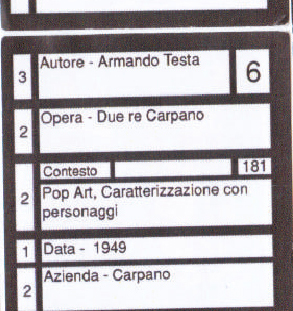 3 Autore - Armando Testa 6
2 Opera - Due re Carpano
Contesto 181
2 Pop Art, Caratterizzazione con
personaggi
1 Data - 1949
2 Azienda - Carpano